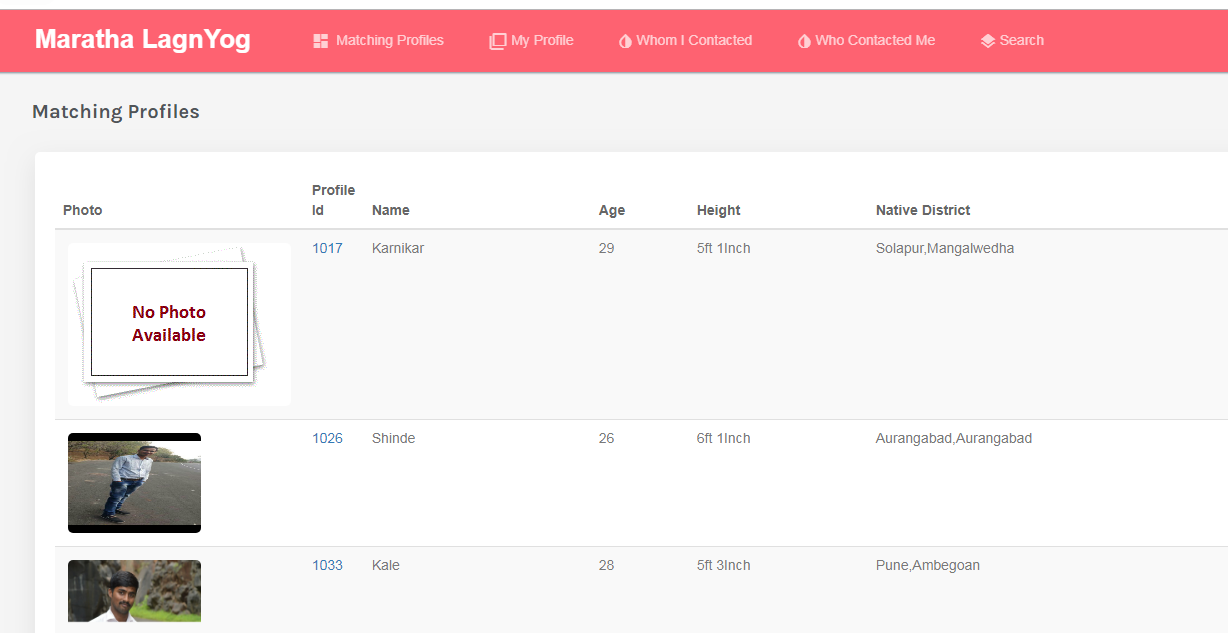 Maratha LagnYog
Matching Profiles
My Profile
Whom I Contacted
Who Contacted Me
Search
Matching Profiles
Photo
Profile
Id
Name
Age
Height
Native District
No Photo
Available
1017
Karnikar
29
5ft 1Inch
Solapur,Mangalwedha
1026
Shinde
26
6ft 1Inch
Aurangabad,Aurangabad
1033
Kale
28
5ft 3Inch
Pune,Ambegoan